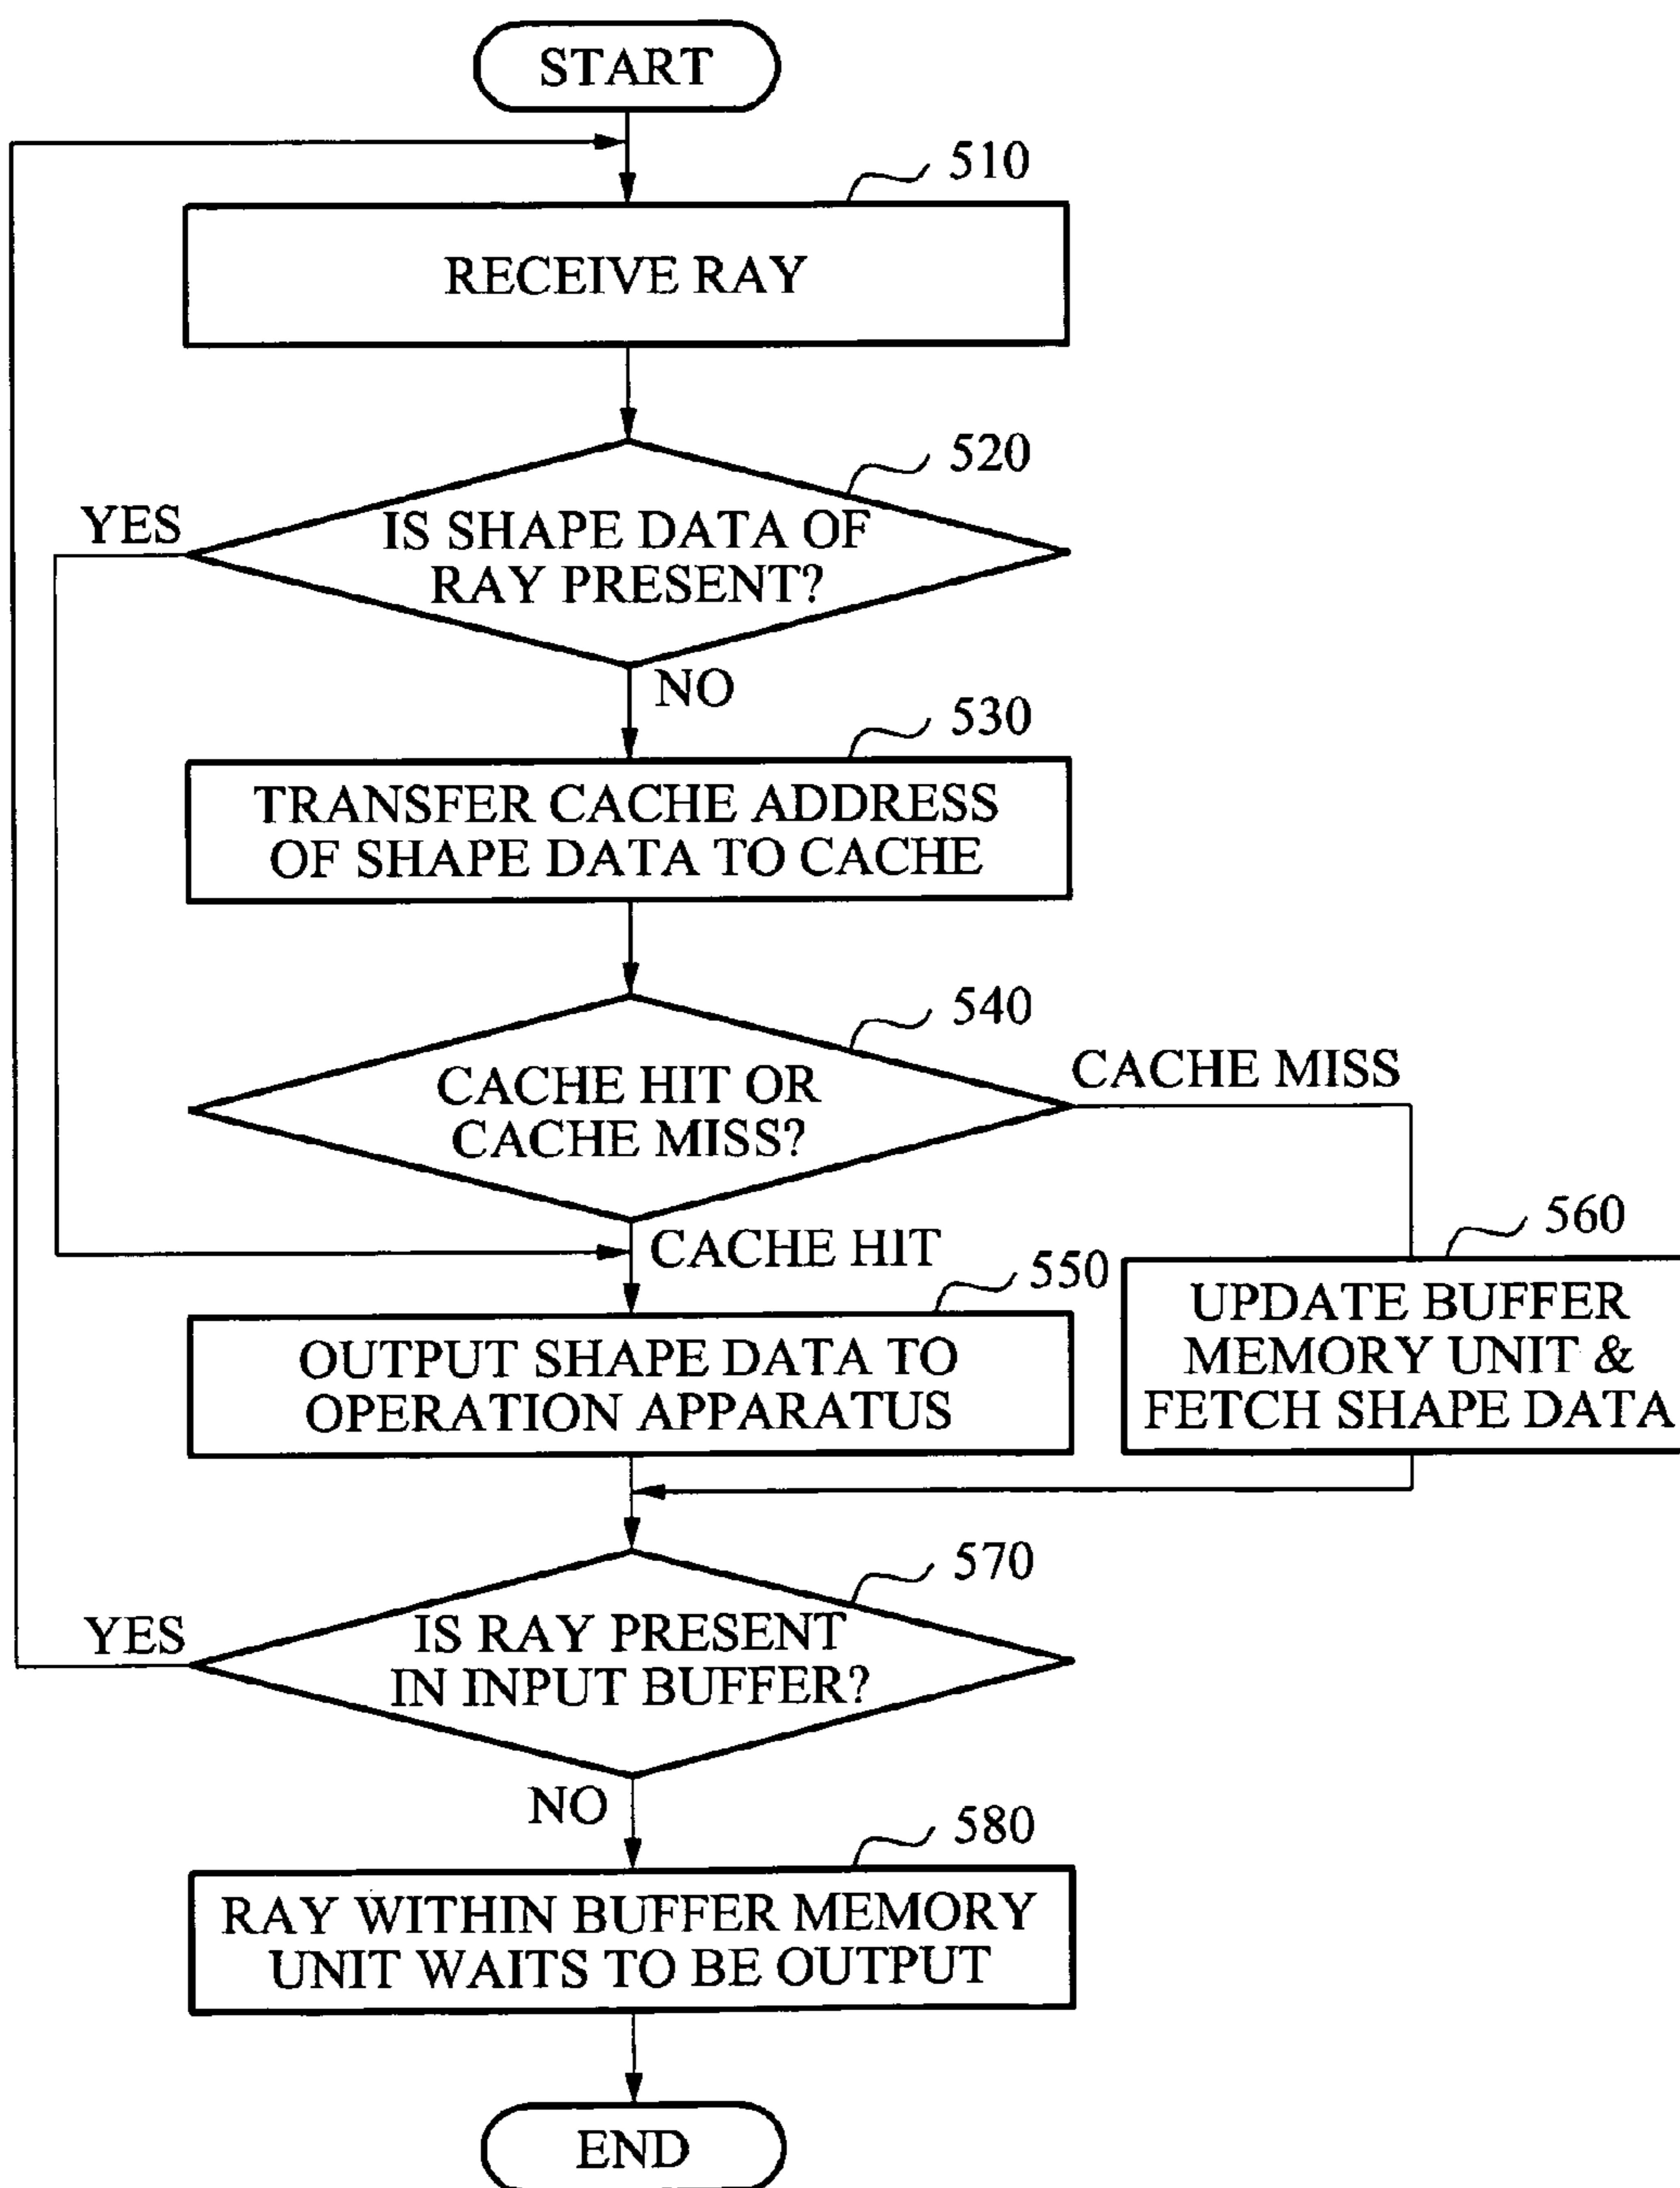 START
510
RECEIVE RAY
520
YES
IS SHAPE DATA OF
RAY PRESENT?
NO
530
TRANSFER CACHE ADDRESS
OF SHAPE DATA TO CACHE
540
CACHE HIT OR
CACHE MISS?
CACHE MISS
CACHE HIT
550
560
OUTPUT SHAPE DATA TO
OPERATION APPARATUS
UPDATE BUFFER
MEMORY UNIT &
FETCH SHAPE DATA
570
YES
IS RAY PRESENT
IN INPUT BUFFER?
NO
580
RAY WITHIN BUFFER MEMORY
UNIT WAITS TO BE OUTPUT
END